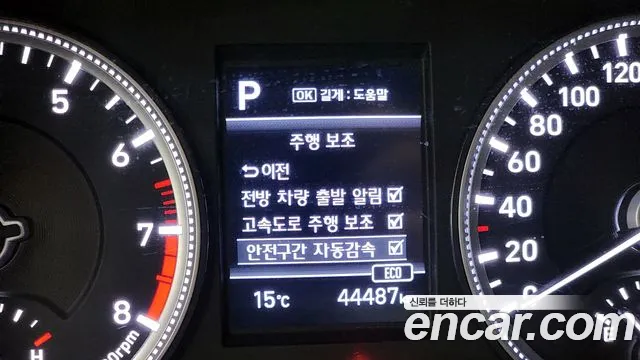 P
OK 길게 : 도움말
주행 보조
이전
전방 차량 출발 알림
고속도로 주행 보조
안전구간 자동감속
ECO
15℃
44487
5
6
7
8
H
120
100
80
60
40
20
0
신뢰를 더하다
encar.com